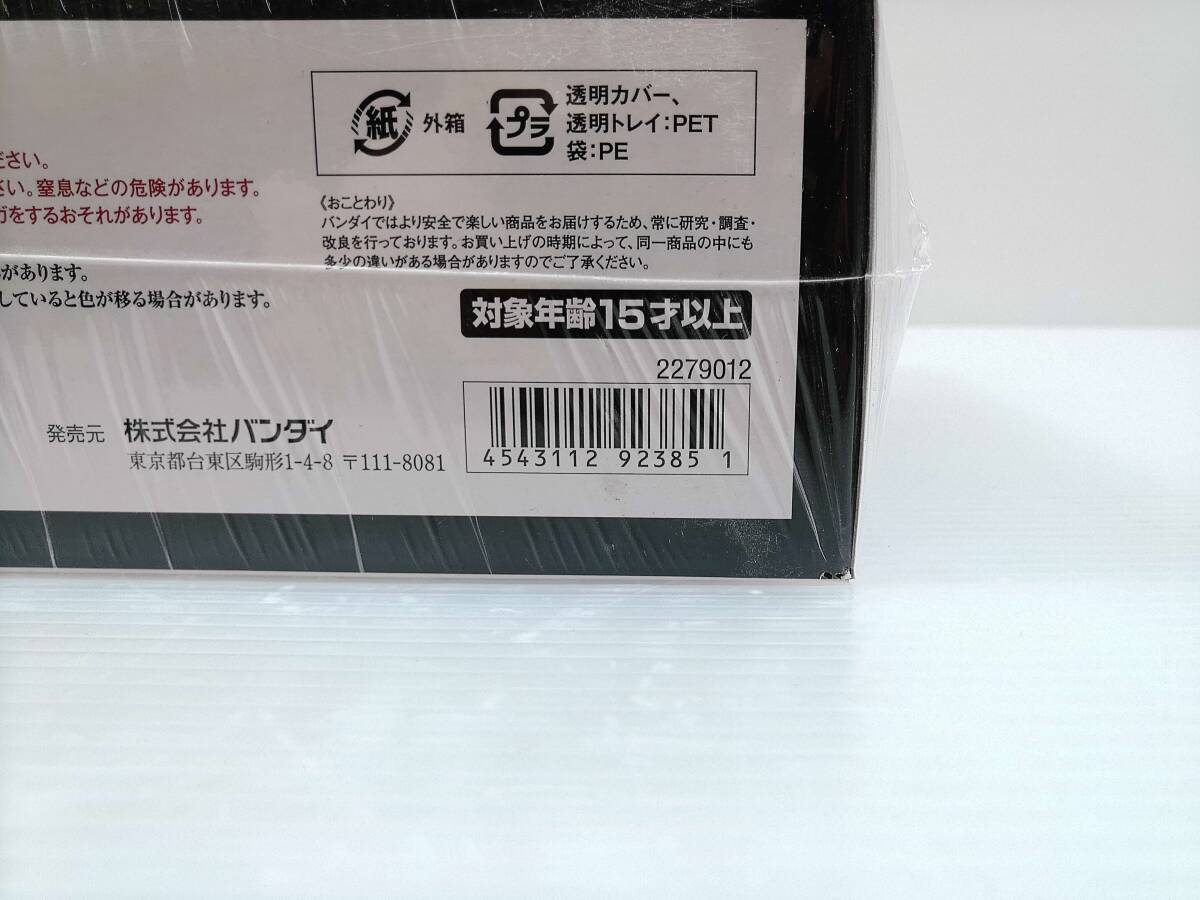 紙 外箱
プラ 透明カバー、
透明トレイ:PET
袋:PE
ださい。
さい。窒息などの危険があります。
ガをするおそれがあります。
《おことわり》
バンダイではより安全で楽しい商品をお届けするため、常に研究・調査・
改良を行っております。お買い上げの時期によって、同一商品の中にも
多少の違いがある場合がありますのでご了承ください。
があります。
していると色が移る場合があります。
対象年齢15才以上
2279012
発売元 株式会社バンダイ
東京都台東区駒形1-4-8 〒111-8081
4543112 92385 1